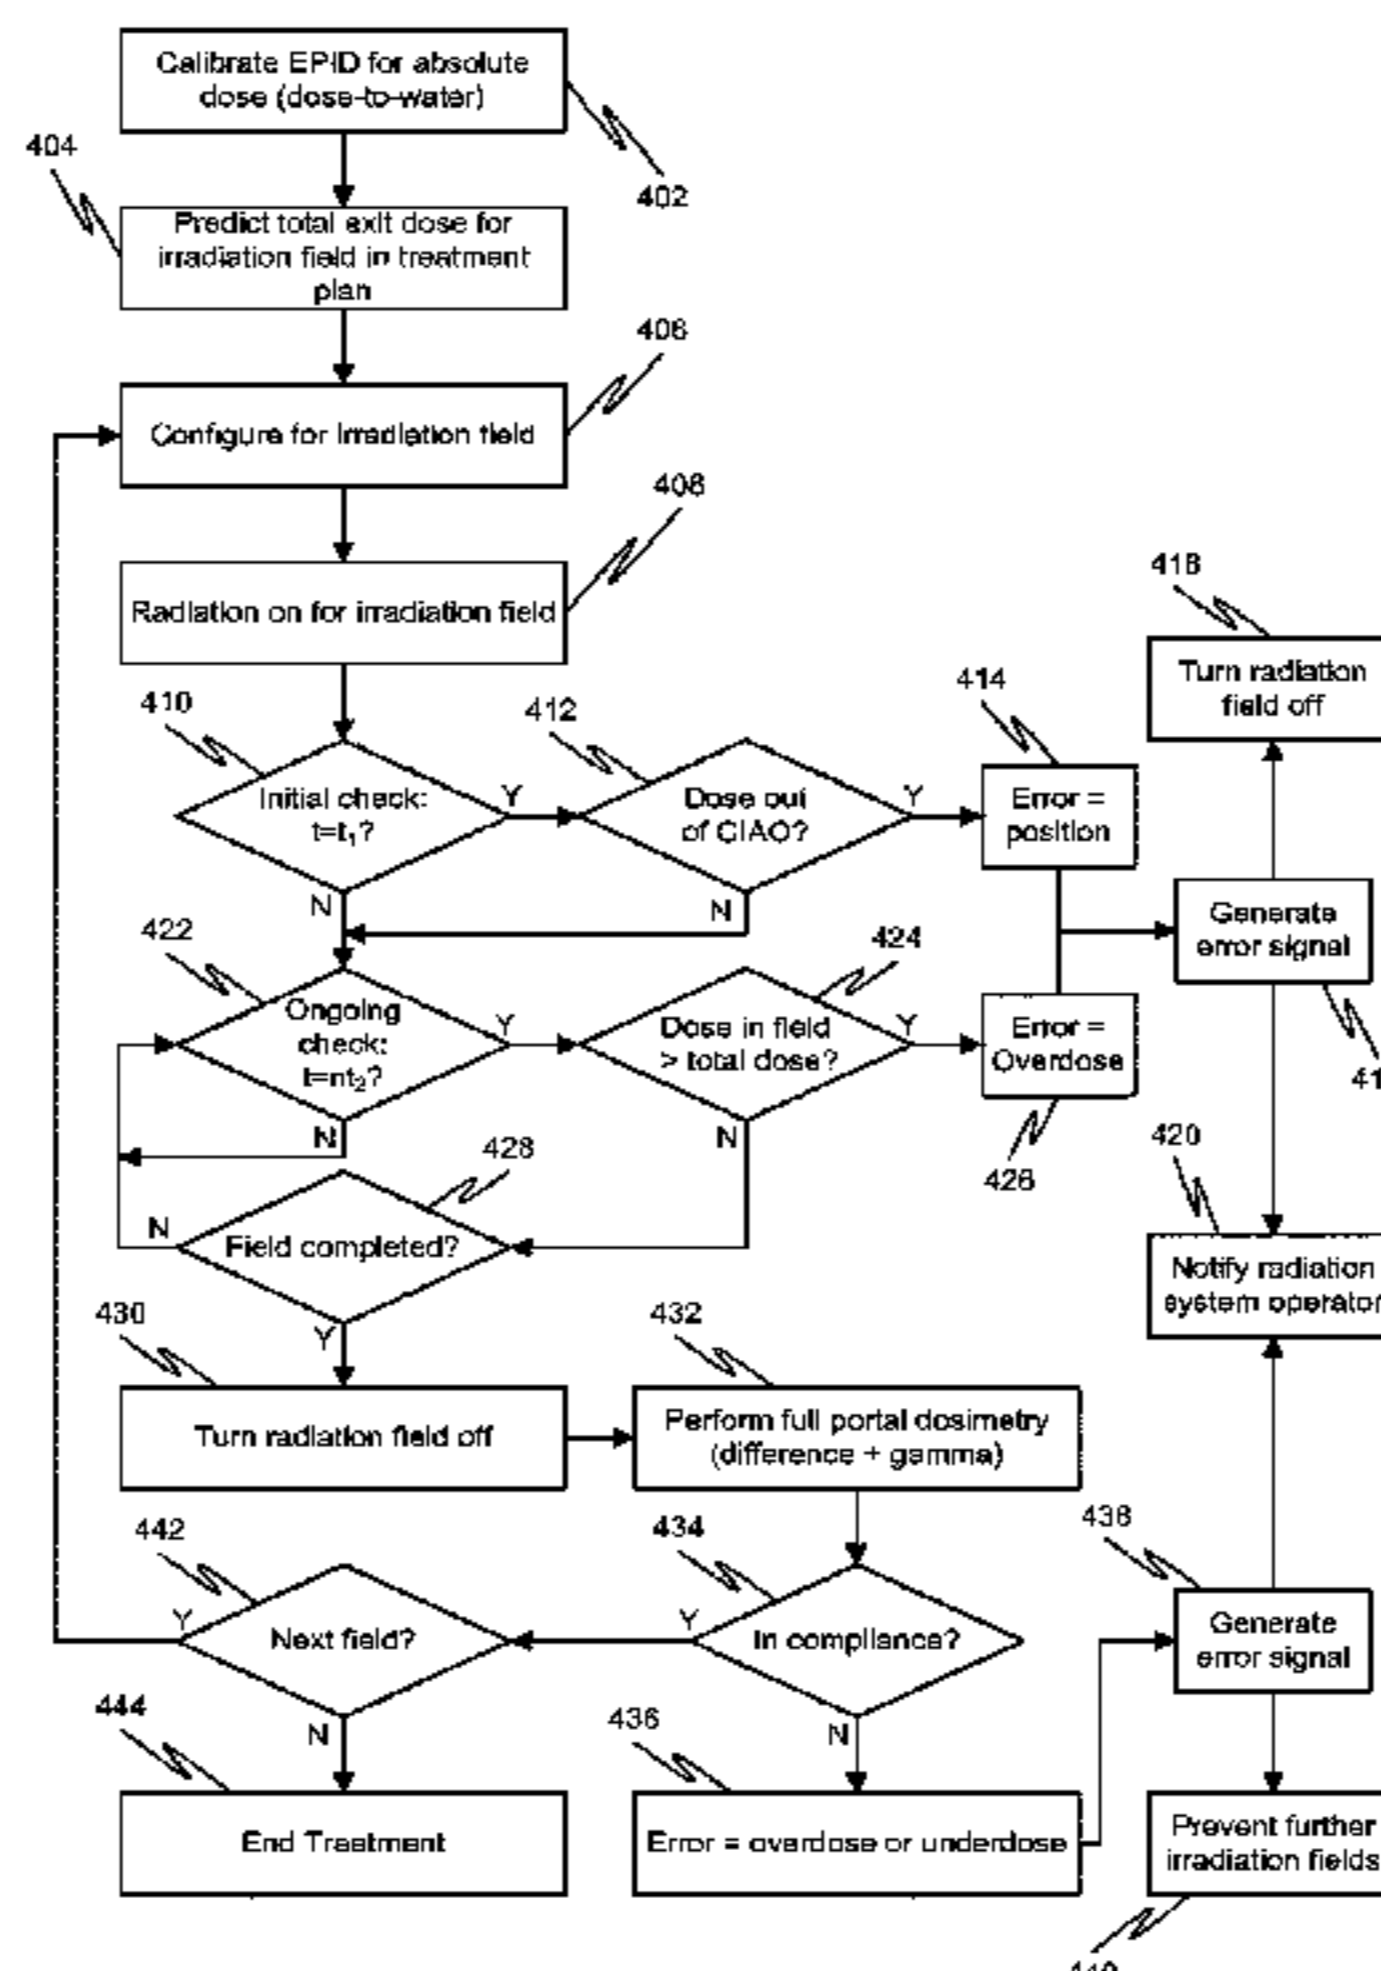 Calibrate EPID for absolute
dose (dose-to-water)
402
404
Predict total exit dose for
irradiation field in treatment
plan
406
Configure for irradiation field
408
Radiation on for irradiation field
410
Initial check:
t=t1?
Y
N
412
Dose out
of CIAO?
Y
N
414
Error =
position
418
Turn radiation
field off
Generate
error signal
41
422
Ongoing
check:
t=nt2?
Y
N
424
Dose in field
> total dose?
Y
N
Error =
Overdose
426
420
Notify radiation
system operator
428
Field completed?
N
Y
430
Turn radiation field off
432
Perform full portal dosimetry
(difference + gamma)
434
In compliance?
Y
N
442
Next field?
Y
N
438
Generate
error signal
444
End Treatment
436
Error = overdose or underdose
Prevent further
irradiation fields